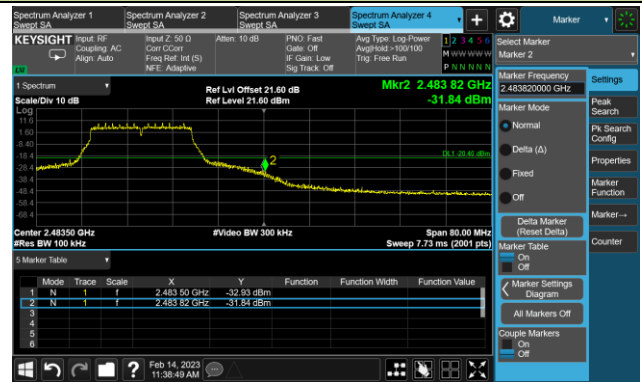 Spectrum Analyzer 1
Swept SA
Spectrum Analyzer 2
Swept SA
Spectrum Analyzer 3
Swept SA
Spectrum Analyzer 4
Swept SA
Marker
KEYSIGHT
Input: RF
Coupling: AC
Align: Auto
Input Z: 50 Ω
Corr CCorr
Freq Ref: Int (S)
NFE: Adaptive
Atten: 10 dB
PNO: Fast
Gate: Off
IF Gain: Low
Sig Track: Off
Avg Type: Log-Power
Avg|Hold:>100/100
Trig: Free Run
1 2 3 4 5 6
M W W W W W
P N N N N N
Select Marker
Marker 2
1 Spectrum
Scale/Div 10 dB
Ref Lvl Offset 21.60 dB
Ref Level 21.60 dBm
Mkr2 2.483 82 GHz
-31.84 dBm
Log
11.6
1.60
-8.40
-18.4
-28.4
-38.4
-48.4
-58.4
-68.4
2
DL1 -20.40 dBm
Center 2.48350 GHz
#Res BW 100 kHz
#Video BW 300 kHz
Span 80.00 MHz
Sweep 7.73 ms (2001 pts)
5 Marker Table
Mode Trace Scale X Y Function Function Width Function Value
1 N 1 f 2.483 50 GHz -32.93 dBm
2 N 1 f 2.483 82 GHz -31.84 dBm
3
4
5
6
Marker Frequency
2.483820000 GHz
Marker Mode
Normal
Delta (Δ)
Fixed
Off
Delta Marker
(Reset Delta)
Marker Table
On
Off
Marker Settings
Diagram
All Markers Off
Couple Markers
On
Off
Settings
Peak
Search
Pk Search
Config
Properties
Marker
Function
Marker→
Counter
?
Feb 14, 2023
11:38:49 AM